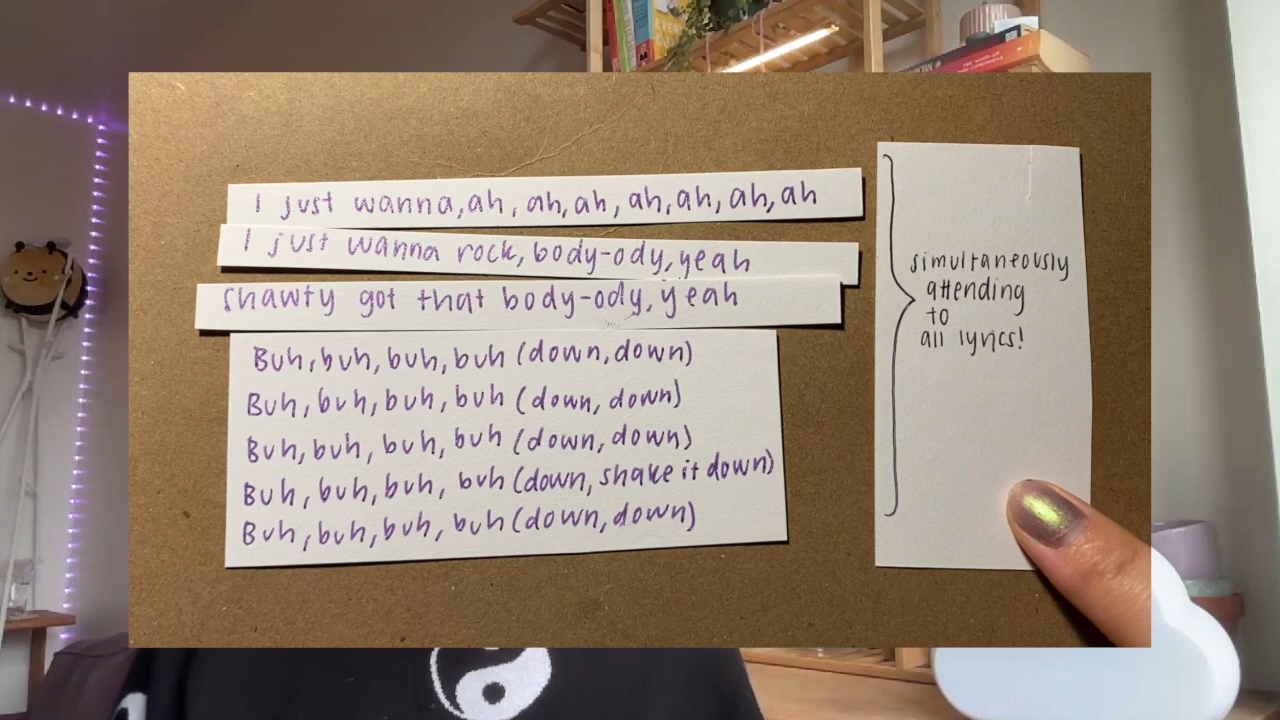 I just wanna, ah, ah, ah, ah, ah, ah, ah
I just wanna rock, body-ody, yeah
shawty got that body-ody, yeah
Buh, buh, buh, buh (down, down)
Buh, buh, buh, buh (down, down)
Buh, buh, buh, buh (down, down)
Buh, buh, buh, buh (down, shake it down)
Buh, buh, buh, buh (down, down)
simultaneously
attending
to
all lyrics!